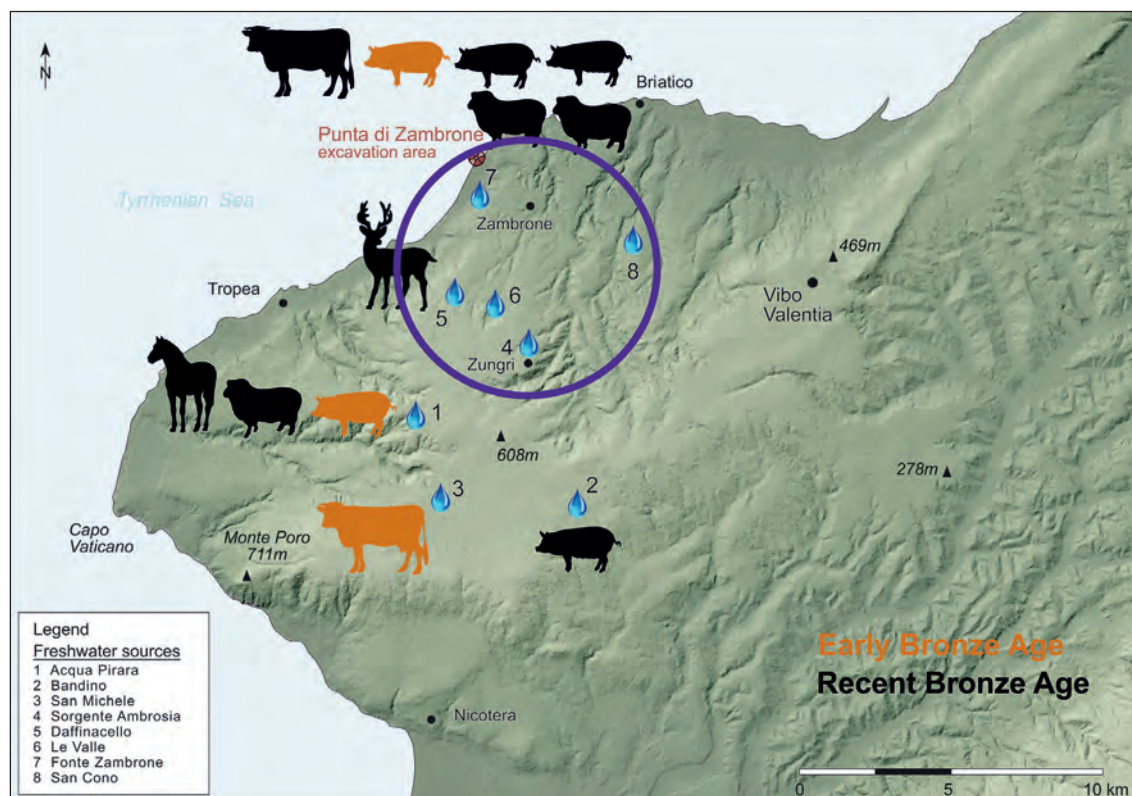 N
Briatico
Punta di Zambrone
excavation area
7
Tyrrhenian Sea
Zambrone
469m
8
Tropea
6
5
Vibo
Valentia
4
Zungri
1
608m
278m
3
2
Capo
Vaticano
Monte Poro
711m
Legend
Freshwater sources
1 Acqua Pirara
2 Bandino
3 San Michele
4 Sorgente Ambrosia
5 Daffinacello
6 Le Valle
7 Fonte Zambrone
8 San Cono
Early Bronze Age
Recent Bronze Age
Nicotera
0 5 10 km